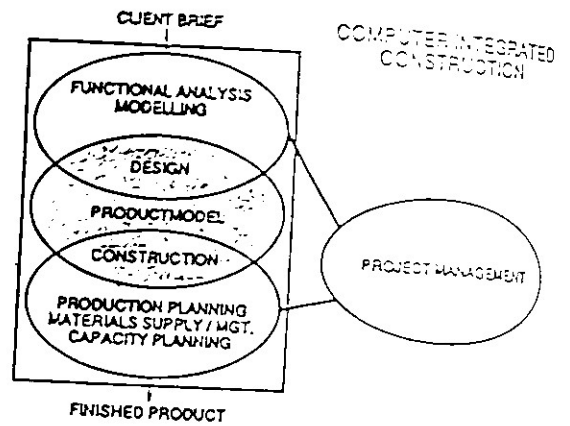 CLIENT BRIEF
COMPUTER INTEGRATED
CONSTRUCTION
FUNCTIONAL ANALYSIS
MODELLING
DESIGN
PRODUCTMODEL
CONSTRUCTION
PROJECT MANAGEMENT
PRODUCTION PLANNING
MATERIALS SUPPLY / MGT.
CAPACITY PLANNING
FINISHED PRODUCT